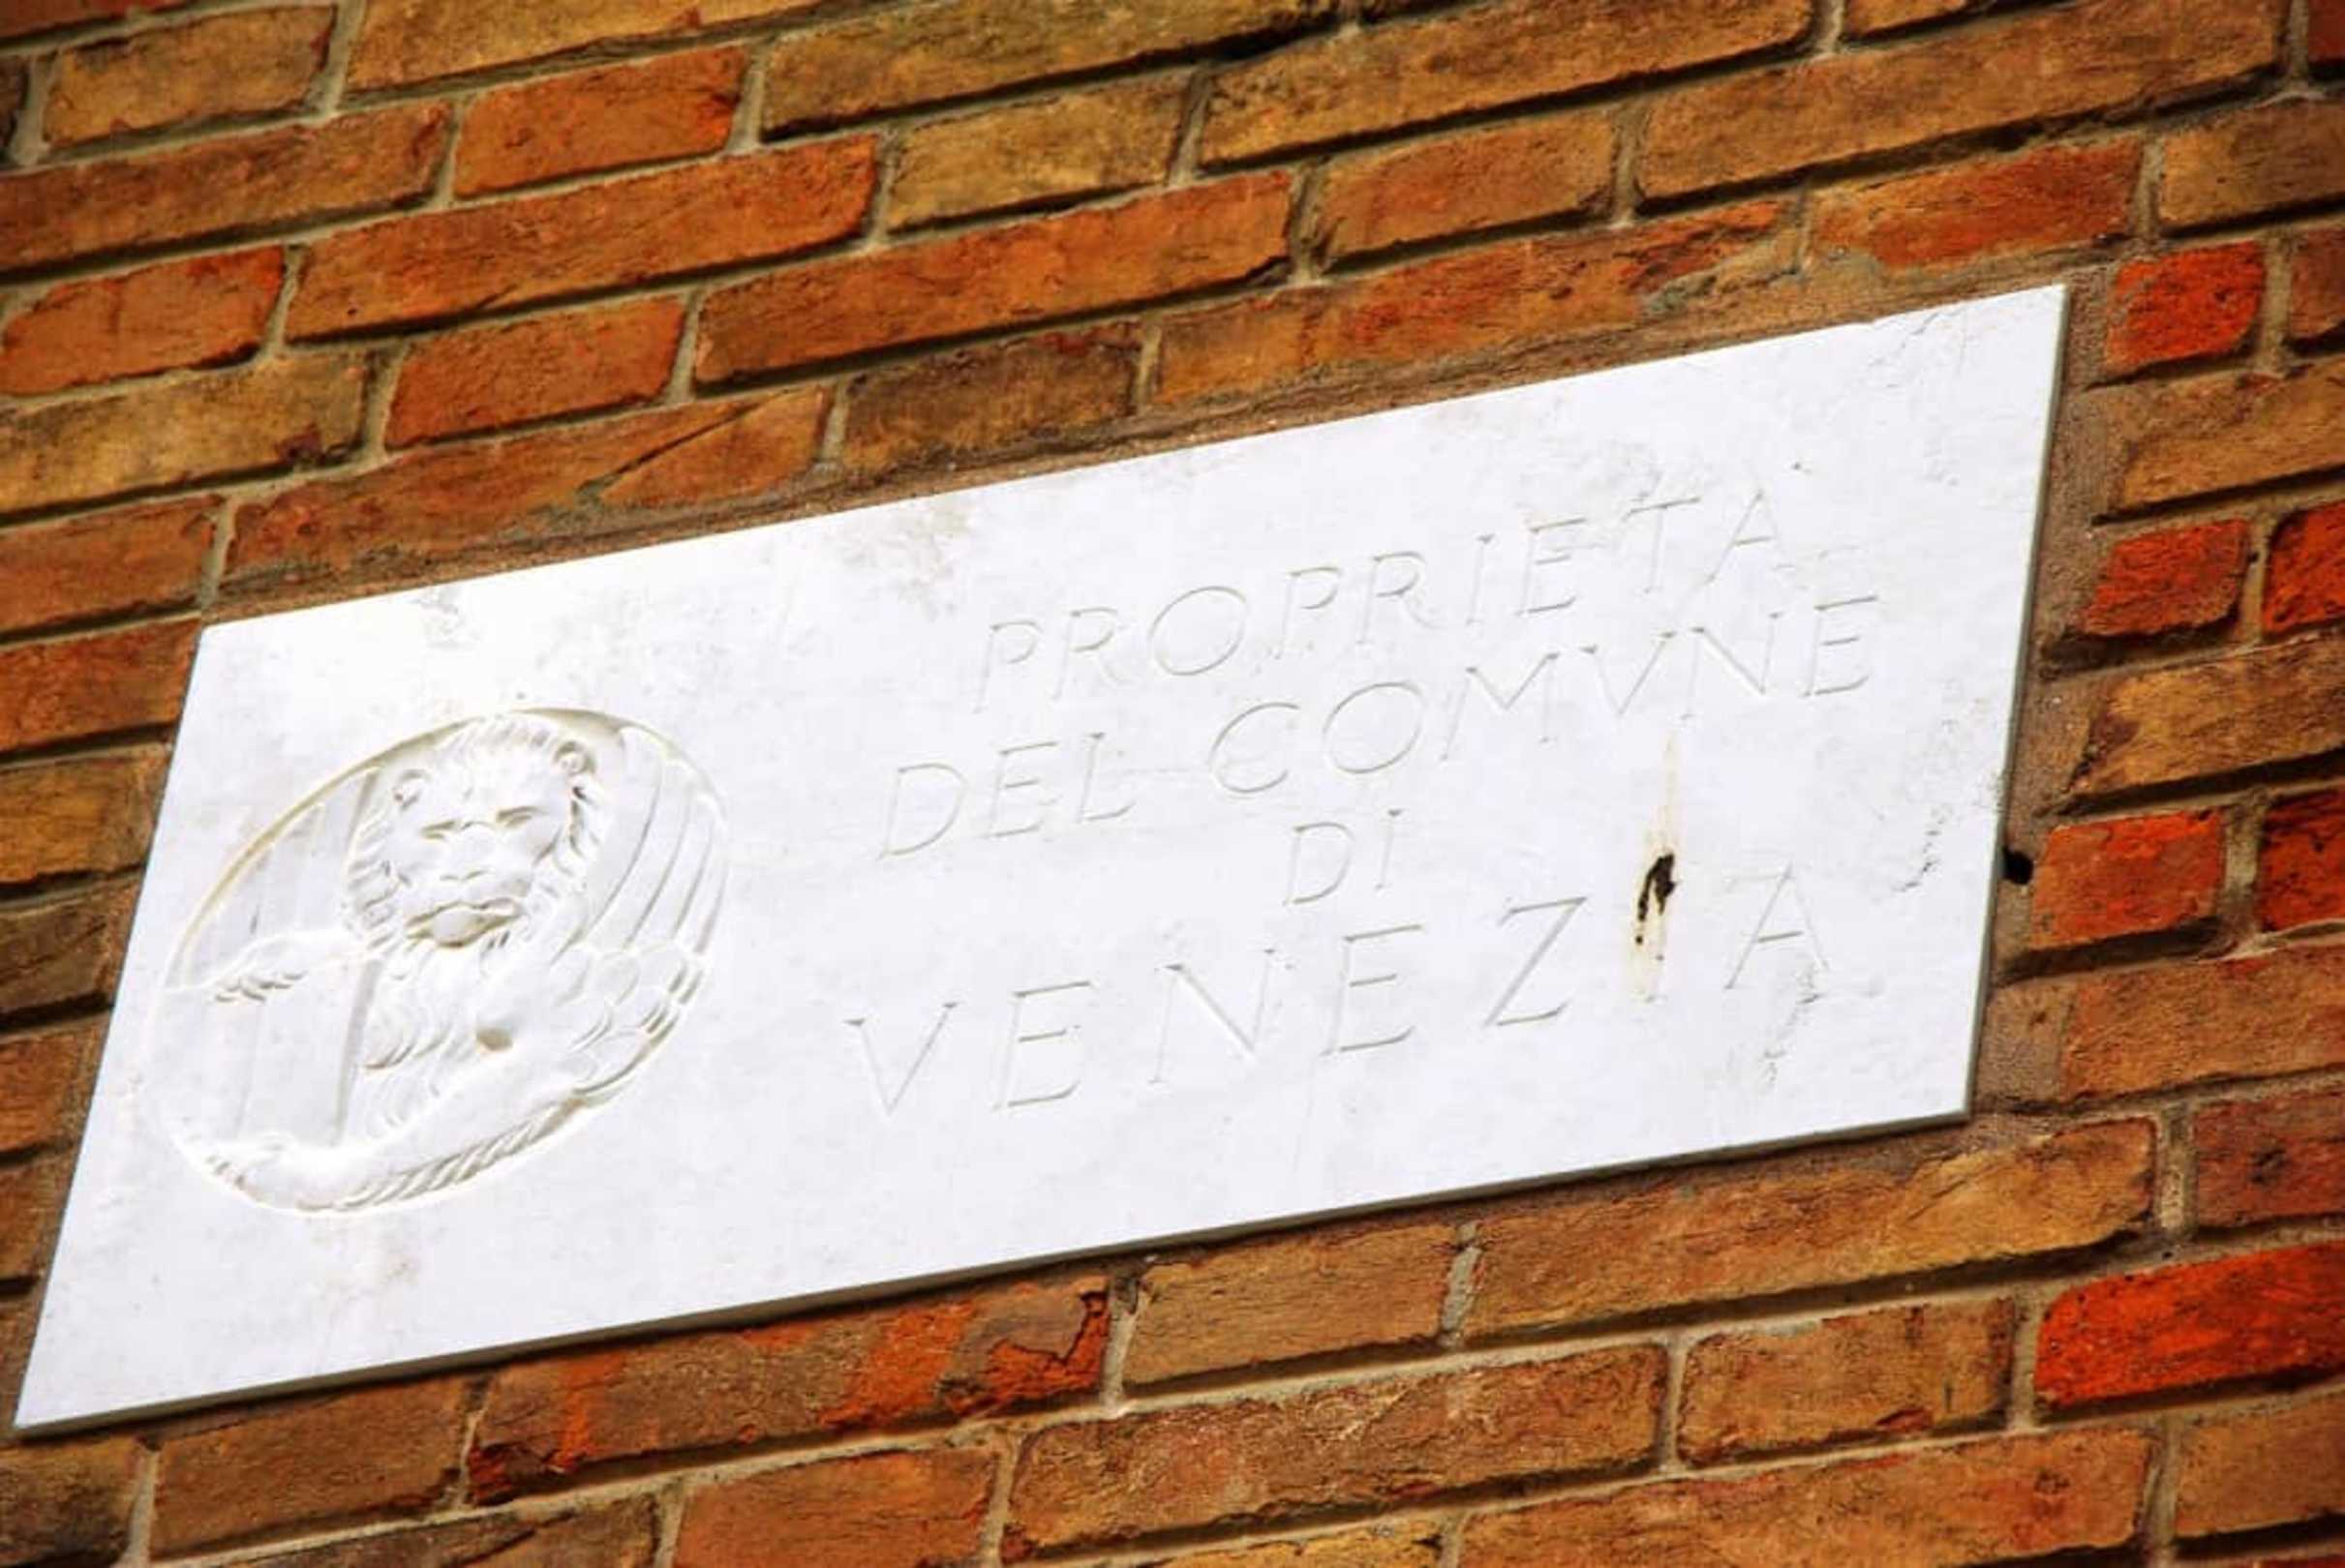 PROPRIETA
DEL COMVNE
DI
VENEZIA